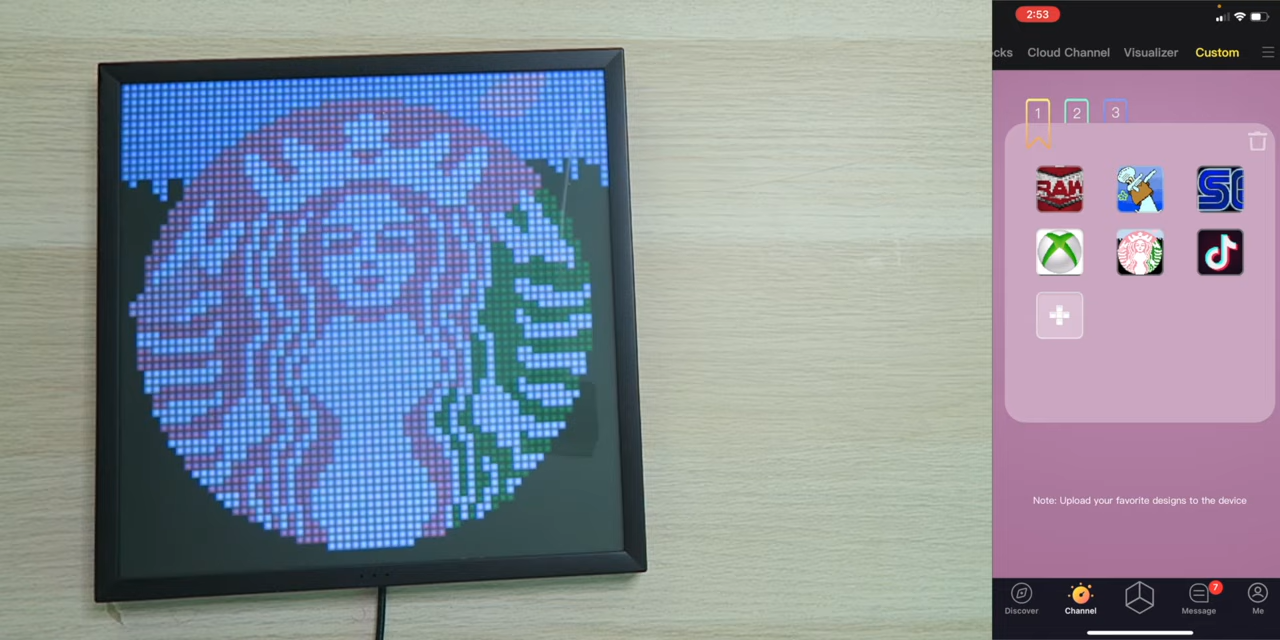 2:53
cks Cloud Channel Visualizer Custom
1 2 3
RAW
Note: Upload your favorite designs to the device
7
Discover Channel Message Me